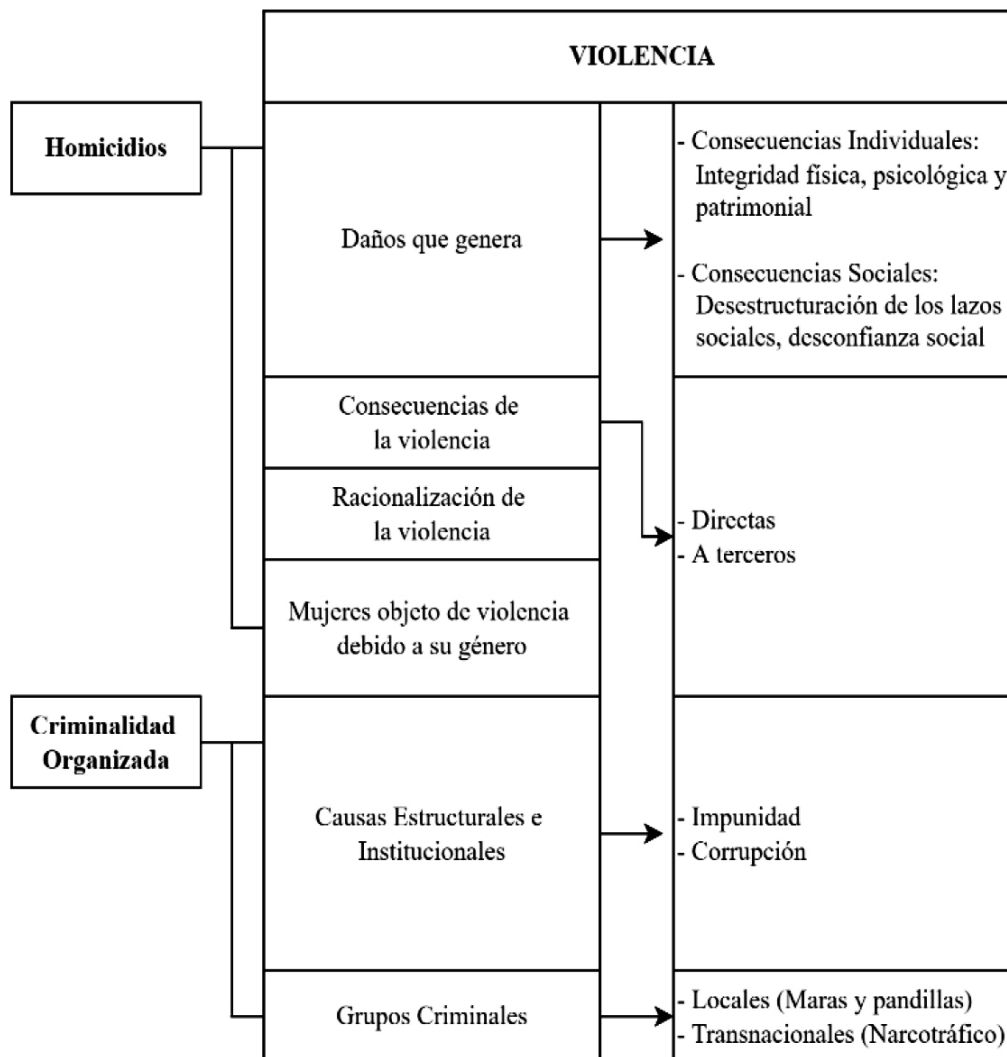 VIOLENCIA
Homicidios
Daños que genera
- Consecuencias Individuales:
Integridad física, psicológica y
patrimonial
- Consecuencias Sociales:
Desestructuración de los lazos
sociales, desconfianza social
Consecuencias de
la violencia
Racionalización de
la violencia
Mujeres objeto de violencia
debido a su género
- Directas
- A terceros
Criminalidad
Organizada
Causas Estructurales e
Institucionales
- Impunidad
- Corrupción
Grupos Criminales
- Locales (Maras y pandillas)
- Transnacionales (Narcotráfico)